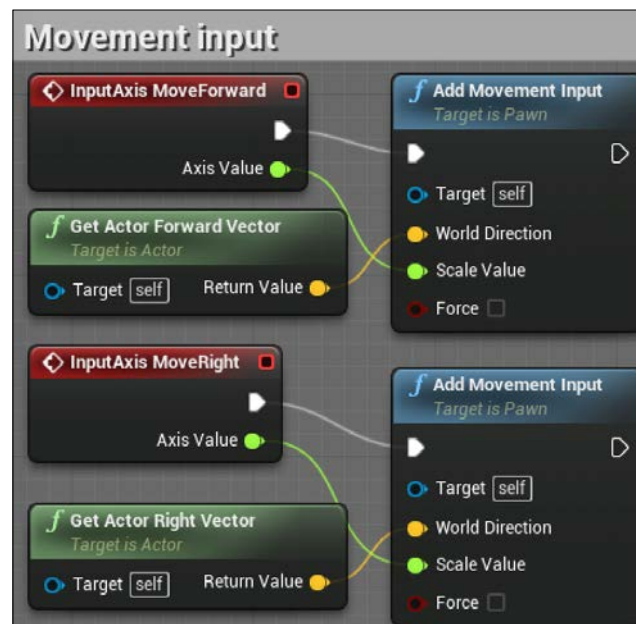 Movement input
InputAxis MoveForward
Axis Value
Get Actor Forward Vector
Target is Actor
Target self
Return Value
Add Movement Input
Target is Pawn
Target self
World Direction
Scale Value
Force
InputAxis MoveRight
Axis Value
Get Actor Right Vector
Target is Actor
Target self
Return Value
Add Movement Input
Target is Pawn
Target self
World Direction
Scale Value
Force